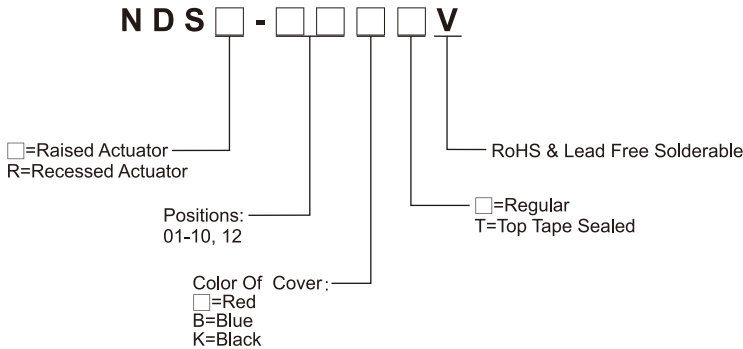 NDS□-□□□□V
□=Raised Actuator
R=Recessed Actuator
RoHS & Lead Free Solderable
Positions:
01-10, 12
□=Regular
T=Top Tape Sealed
Color Of Cover:
□=Red
B=Blue
K=Black